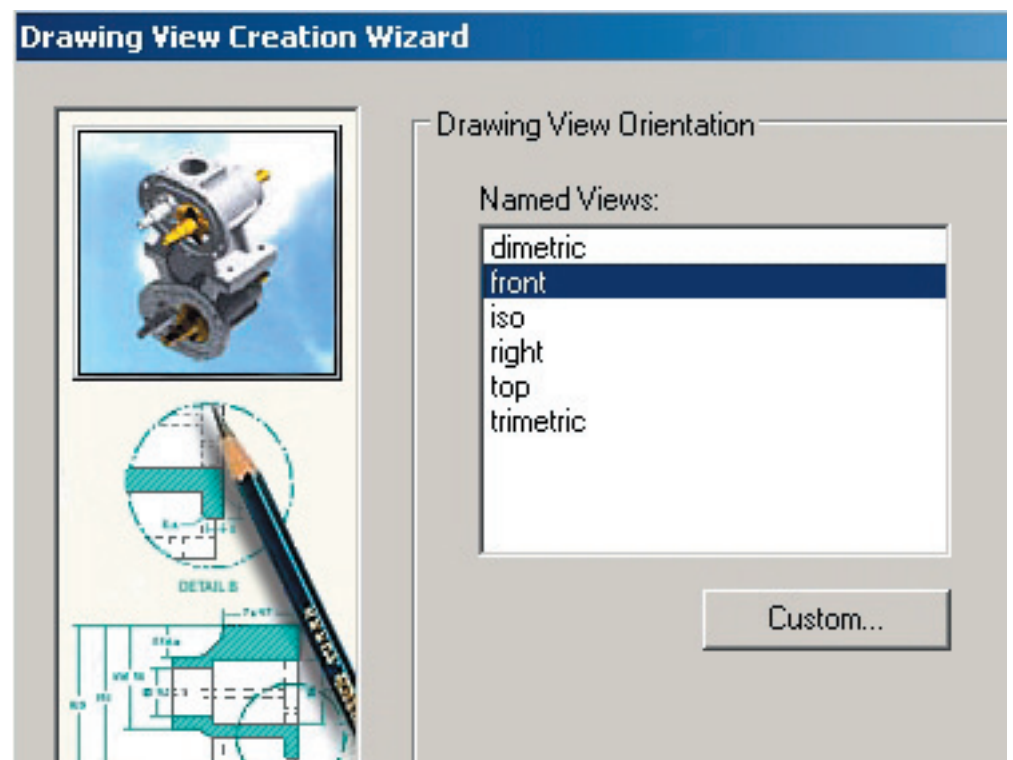 Drawing View Creation Wizard
Drawing View Orientation
Named Views:
dimetric
front
iso
right
top
trimetric
Custom...
DETAIL B